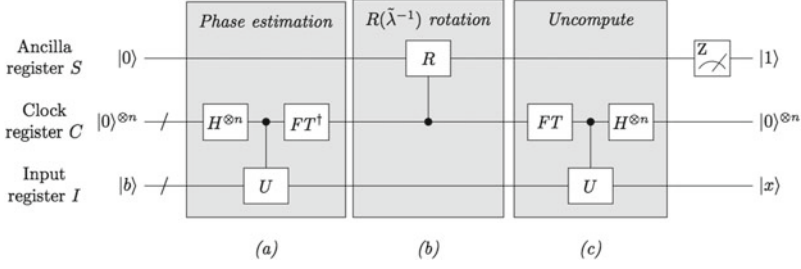 Phase estimation R(λ̃⁻¹) rotation Uncompute
Ancilla
register S |0⟩ R Z |1⟩
Clock
register C |0⟩⊗n H⊗n FT† FT H⊗n |0⟩⊗n
Input
register I |b⟩ U U |x⟩
(a) (b) (c)